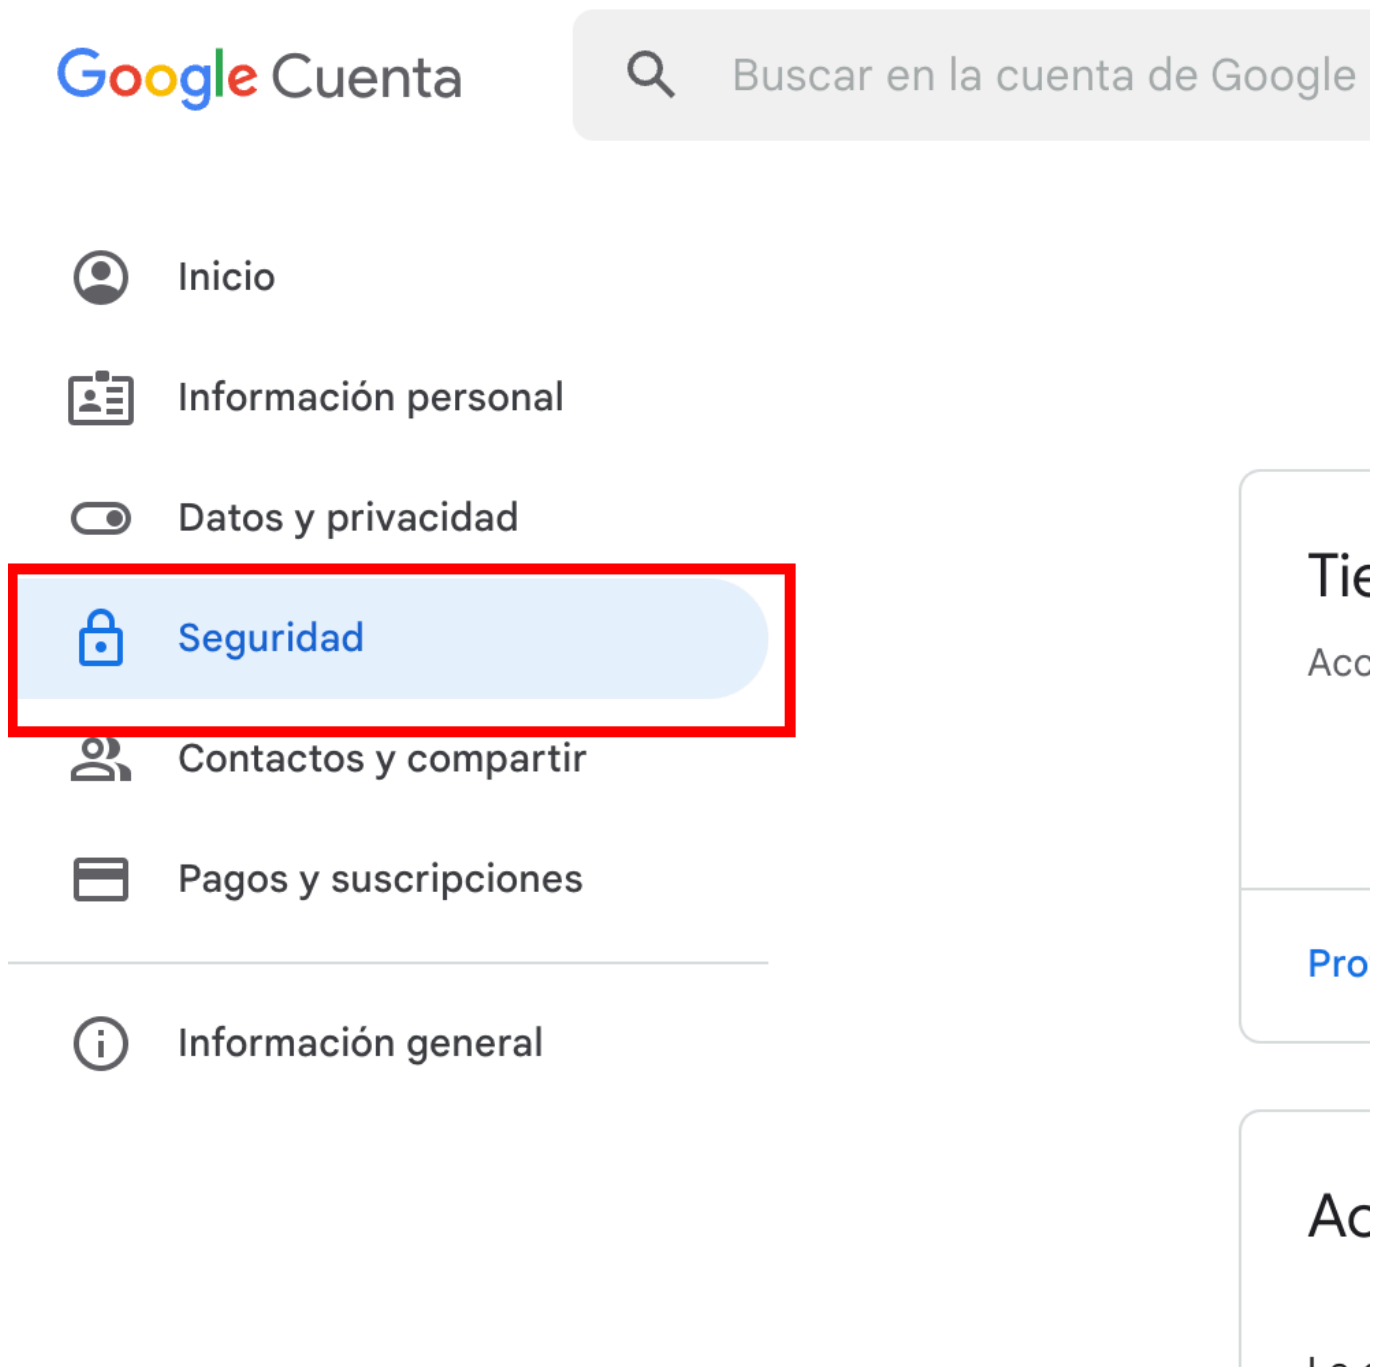 Google Cuenta
Buscar en la cuenta de Google
Inicio
Información personal
Datos y privacidad
Seguridad
Contactos y compartir
Pagos y suscripciones
Información general
Tie
Acc
Pro
Ac